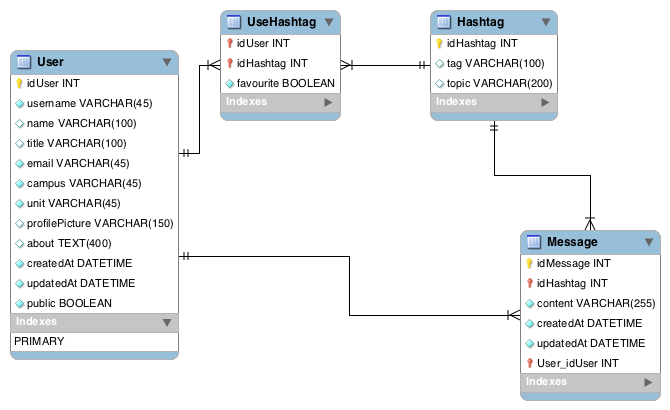 User
idUser INT
username VARCHAR(45)
name VARCHAR(100)
title VARCHAR(100)
email VARCHAR(45)
campus VARCHAR(45)
unit VARCHAR(45)
profilePicture VARCHAR(150)
about TEXT(400)
createdAt DATETIME
updatedAt DATETIME
public BOOLEAN
Indexes
PRIMARY
UseHashtag
idUser INT
idHashtag INT
favourite BOOLEAN
Indexes
Hashtag
idHashtag INT
tag VARCHAR(100)
topic VARCHAR(200)
Indexes
Message
idMessage INT
idHashtag INT
content VARCHAR(255)
createdAt DATETIME
updatedAt DATETIME
User_idUser INT
Indexes